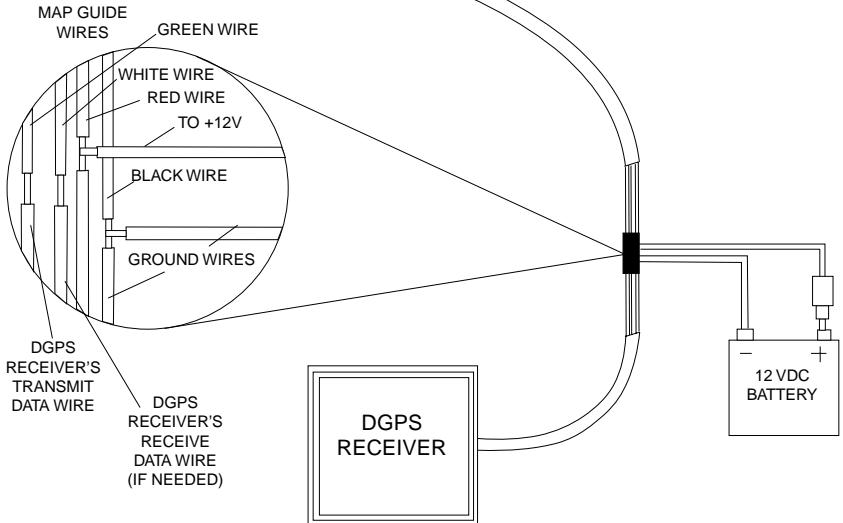 MAP GUIDE
WIRES
GREEN WIRE
WHITE WIRE
RED WIRE
TO +12V
BLACK WIRE
GROUND WIRES
DGPS
RECEIVER'S
TRANSMIT
DATA WIRE
DGPS
RECEIVER'S
RECEIVE
DATA WIRE
(IF NEEDED)
DGPS
RECEIVER
– +
12 VDC
BATTERY